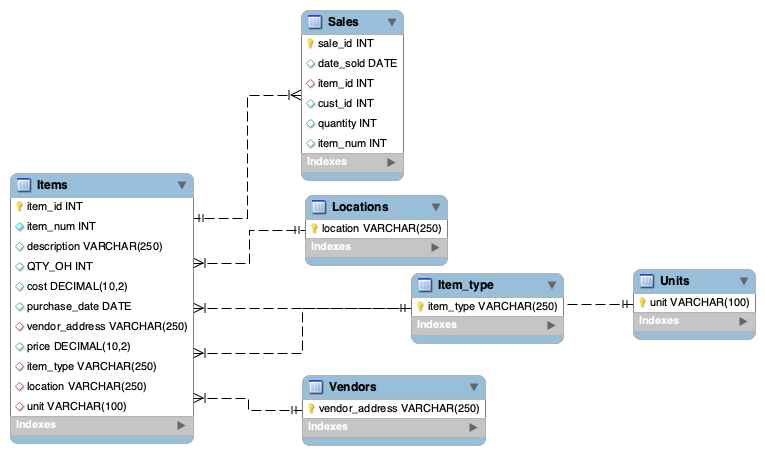 Sales
sale_id INT
date_sold DATE
item_id INT
cust_id INT
quantity INT
item_num INT
Indexes
Items
item_id INT
item_num INT
description VARCHAR(250)
QTY_OH INT
cost DECIMAL(10,2)
purchase_date DATE
vendor_address VARCHAR(250)
price DECIMAL(10,2)
item_type VARCHAR(250)
location VARCHAR(250)
unit VARCHAR(100)
Indexes
Locations
location VARCHAR(250)
Indexes
Item_type
item_type VARCHAR(250)
Indexes
Units
unit VARCHAR(100)
Indexes
Vendors
vendor_address VARCHAR(250)
Indexes